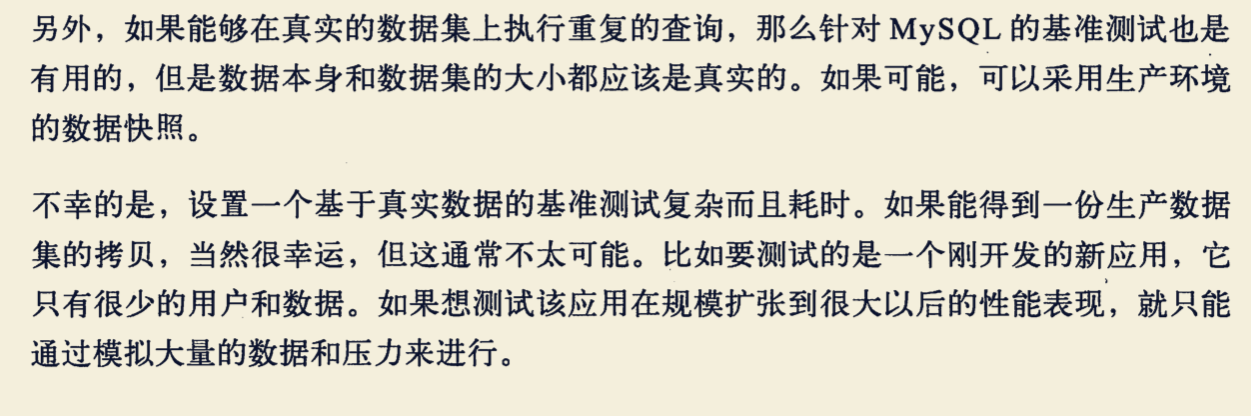 另外，如果能够在真实的数据集上执行重复的查询，那么针对 MySQL 的基准测试也是
有用的，但是数据本身和数据集的大小都应该是真实的。如果可能，可以采用生产环境
的数据快照。
不幸的是，设置一个基于真实数据的基准测试复杂而且耗时。如果能得到一份生产数据
集的拷贝，当然很幸运，但这通常不太可能。比如要测试的是一个刚开发的新应用，它
只有很少的用户和数据。如果想测试该应用在规模扩张到很大以后的性能表现，就只能
通过模拟大量的数据和压力来进行。